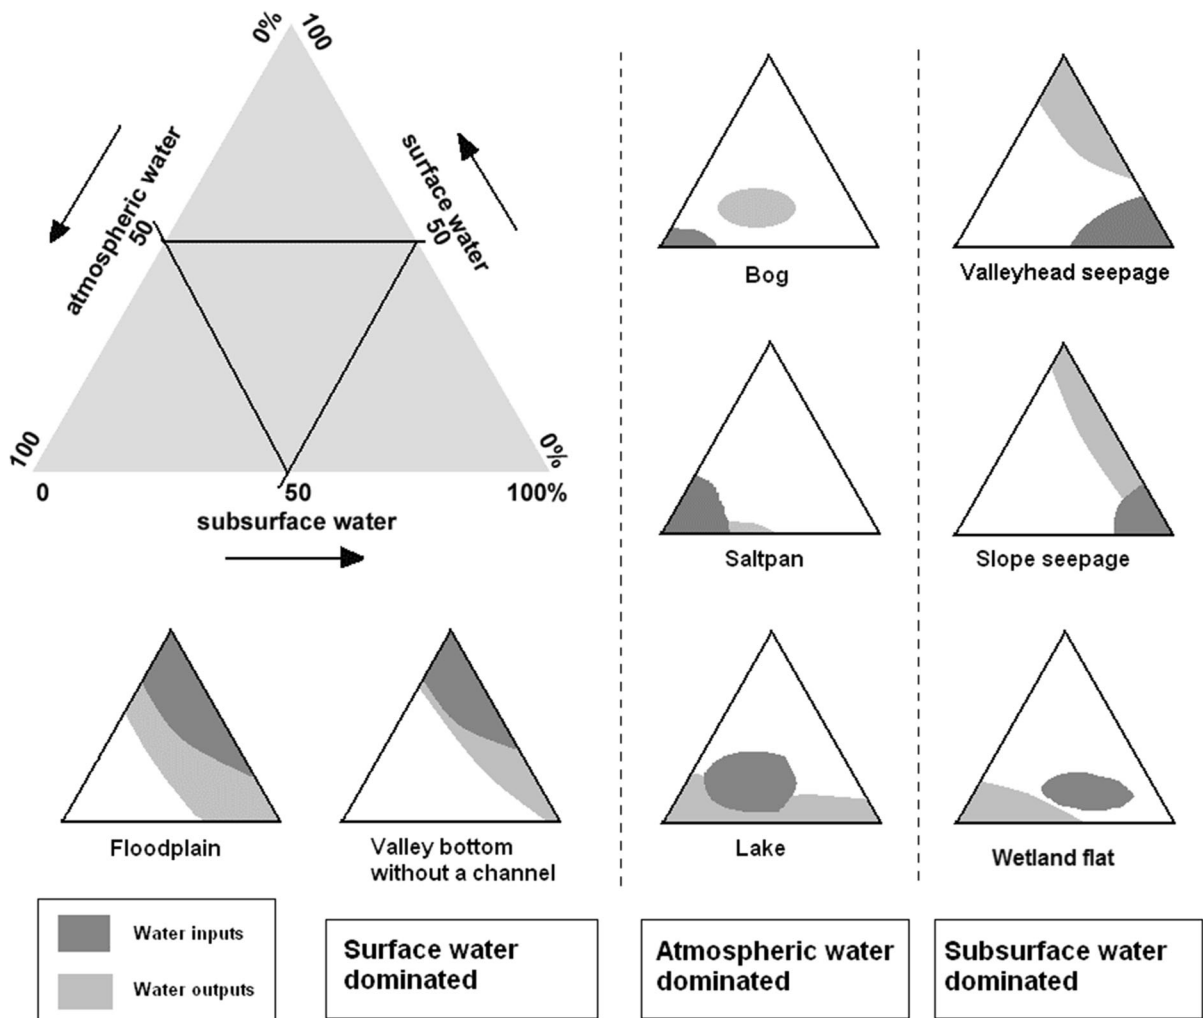 0%
100
atmospheric water
surface water
50
50
100
0%
0
50
100%
subsurface water
Bog
Valleyhead seepage
Saltpan
Slope seepage
Floodplain
Valley bottom
without a channel
Lake
Wetland flat
Water inputs
Water outputs
Surface water
dominated
Atmospheric water
dominated
Subsurface water
dominated